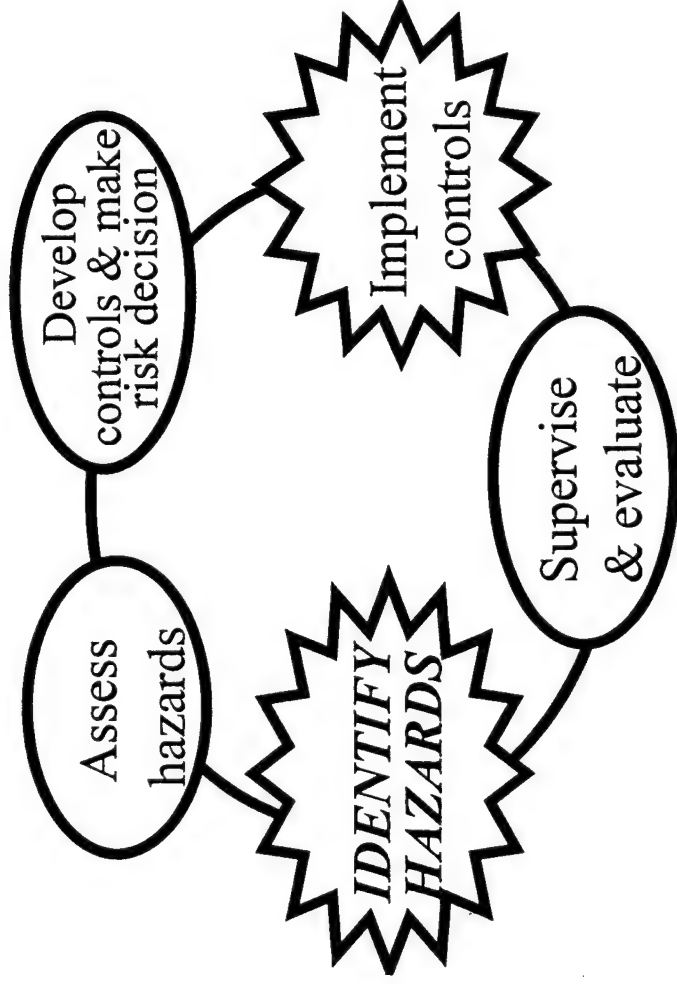 Develop
controls & make
risk decision
Assess
hazards
Implement
controls
IDENTIFY
HAZARDS
Supervise
& evaluate